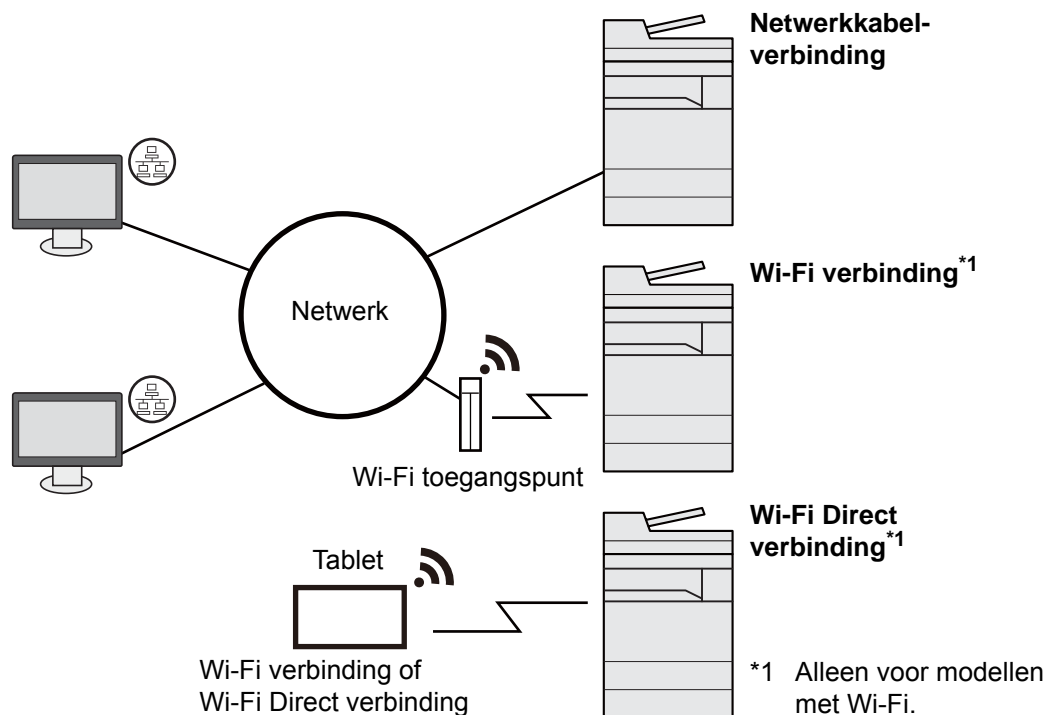 Netwerkkabel-
verbinding
Netwerk
Wi-Fi verbinding*1
Wi-Fi toegangspunt
Wi-Fi Direct
verbinding*1
Tablet
Wi-Fi verbinding of
Wi-Fi Direct verbinding
*1 Alleen voor modellen
met Wi-Fi.